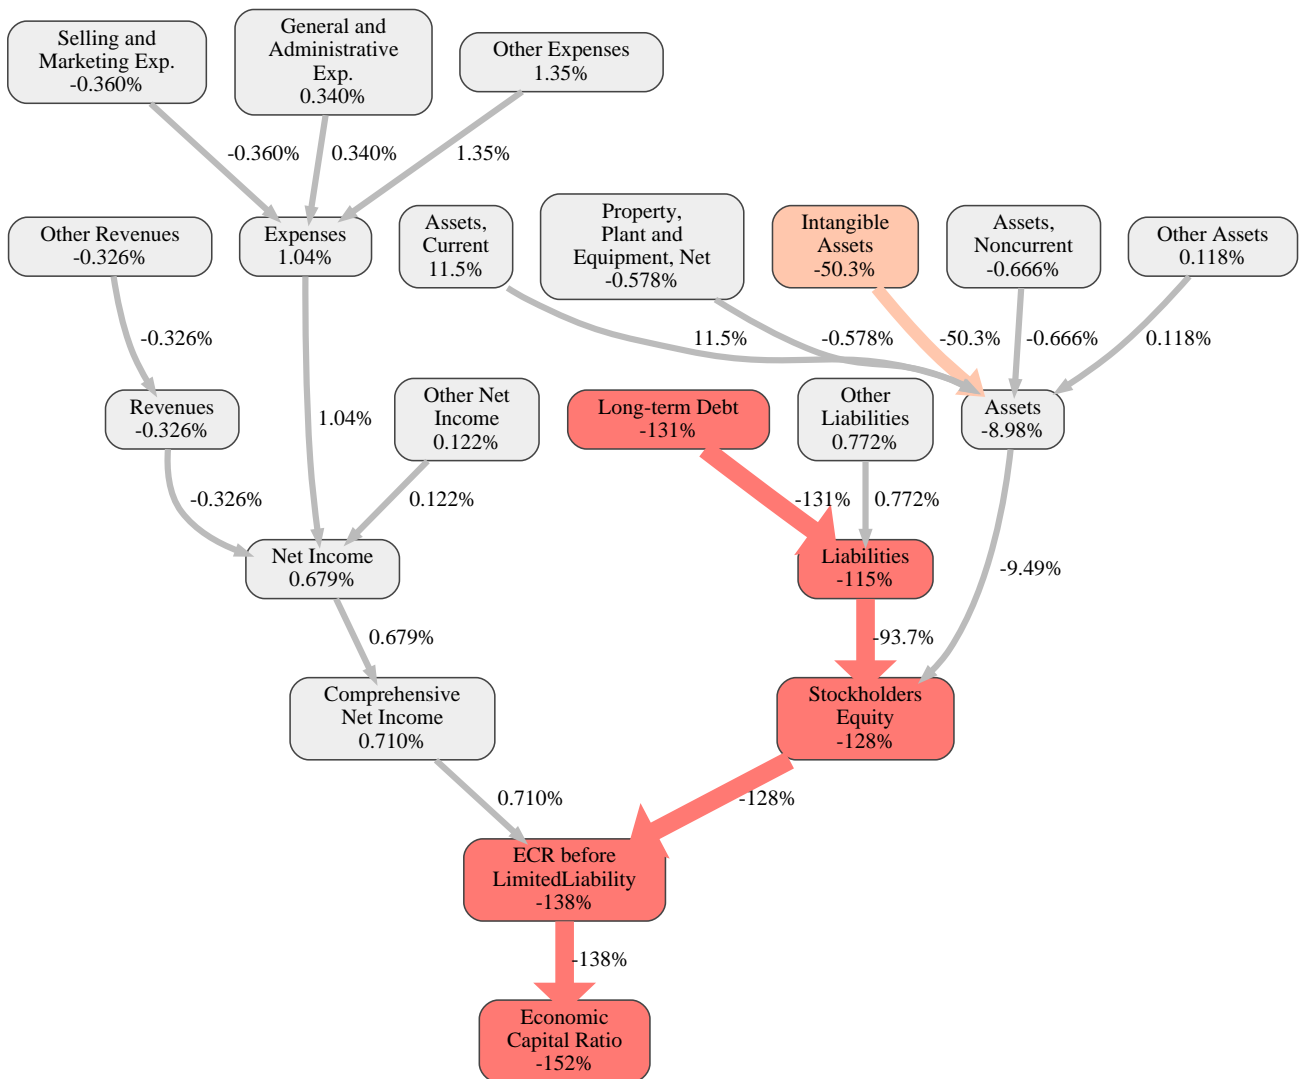 Selling and
Marketing Exp.
-0.360%
General and
Administrative
Exp.
0.340%
Other Expenses
1.35%
-0.360%
0.340%
1.35%
Other Revenues
-0.326%
Expenses
1.04%
Assets,
Current
11.5%
Property,
Plant and
Equipment, Net
-0.578%
Intangible
Assets
-50.3%
Assets,
Noncurrent
-0.666%
Other Assets
0.118%
-0.326%
11.5%
-0.578%
-50.3%
-0.666%
0.118%
Revenues
-0.326%
1.04%
Other Net
Income
0.122%
Long-term Debt
-131%
Other
Liabilities
0.772%
Assets
-8.98%
-0.326%
0.122%
-131%
0.772%
Net Income
0.679%
Liabilities
-115%
-9.49%
0.679%
-93.7%
Comprehensive
Net Income
0.710%
Stockholders
Equity
-128%
0.710%
-128%
ECR before
LimitedLiability
-138%
-138%
Economic
Capital Ratio
-152%